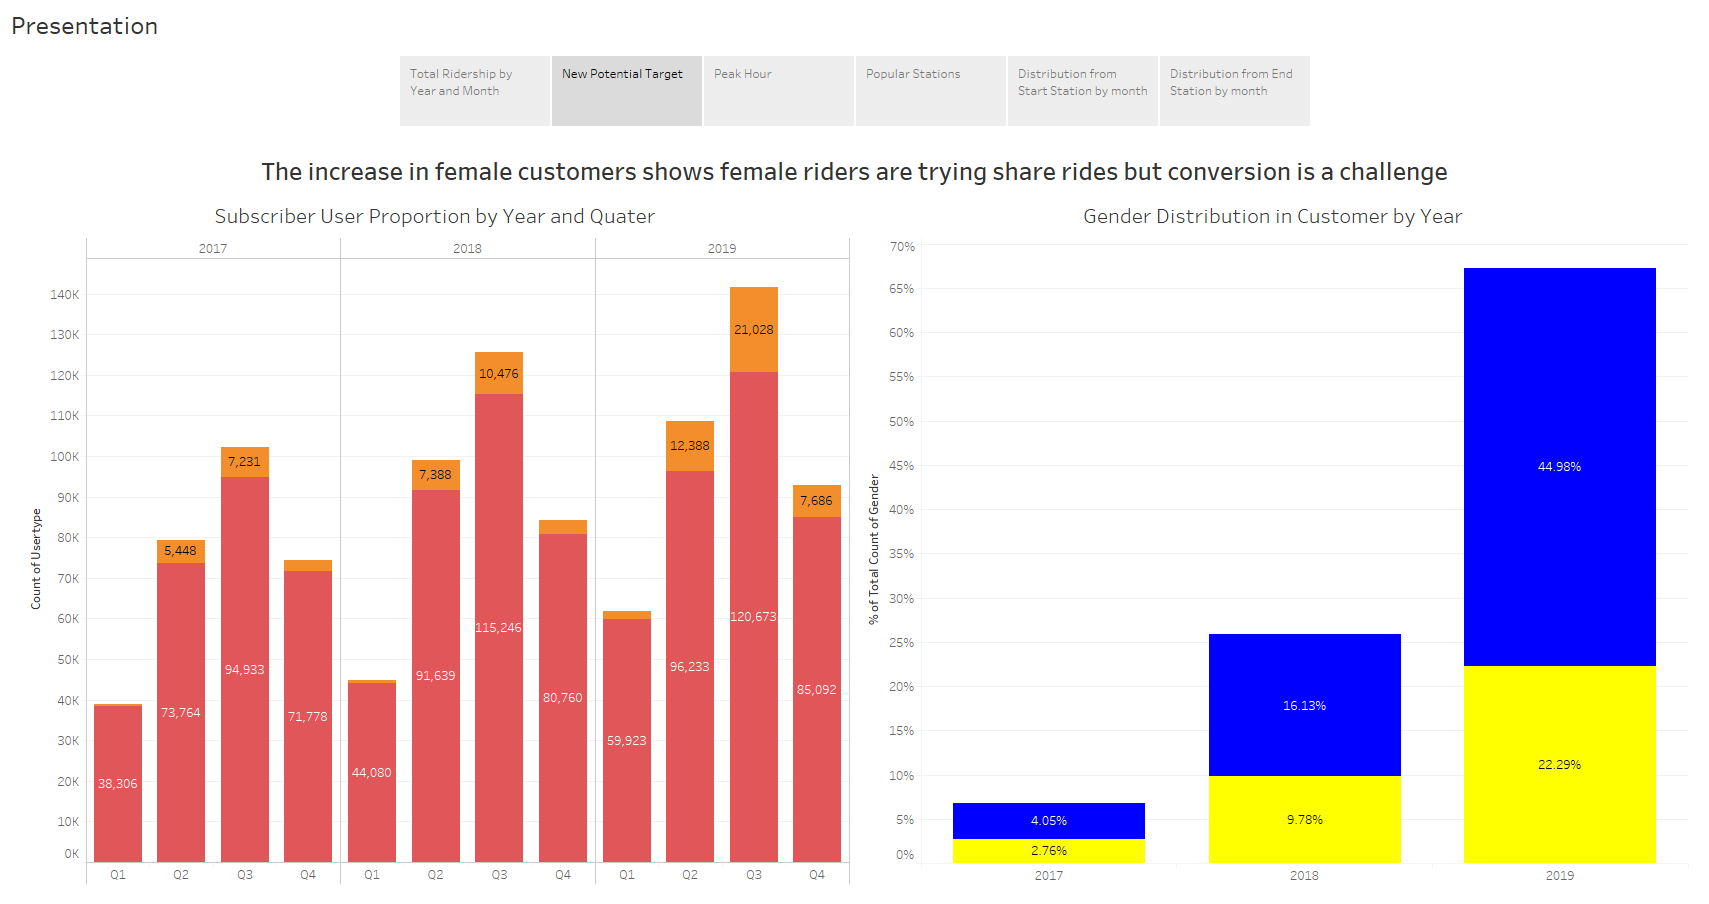 Presentation
Total Ridership by
Year and Month
New Potential Target
Peak Hour
Popular Stations
Distribution from
Start Station by month
Distribution from End
Station by month
The increase in female customers shows female riders are trying share rides but conversion is a challenge
Subscriber User Proportion by Year and Quater
2017
2018
2019
Count of Usertype
140K
130K
120K
110K
100K
90K
80K
70K
60K
50K
40K
30K
20K
10K
0K
38,306
5,448
73,764
7,231
94,933
71,778
44,080
7,388
91,639
10,476
115,246
80,760
59,923
12,388
96,233
21,028
120,673
7,686
85,092
Q1
Q2
Q3
Q4
Q1
Q2
Q3
Q4
Q1
Q2
Q3
Q4
Gender Distribution in Customer by Year
% of Total Count of Gender
70%
65%
60%
55%
50%
45%
40%
35%
30%
25%
20%
15%
10%
5%
0%
4.05%
2.76%
16.13%
9.78%
44.98%
22.29%
2017
2018
2019